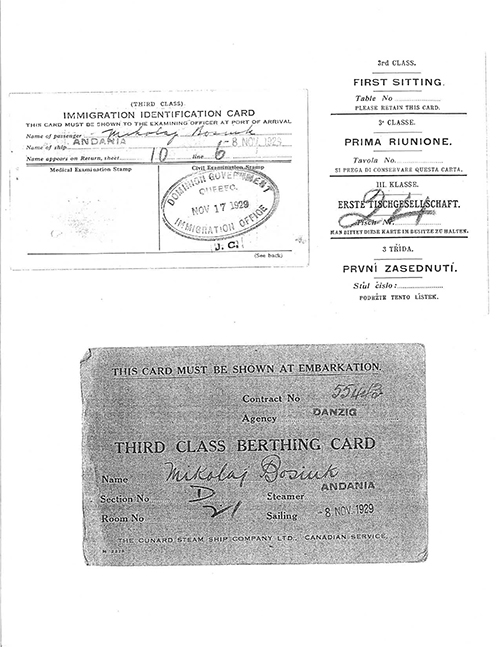 (THIRD CLASS)
IMMIGRATION IDENTIFICATION CARD
THIS CARD MUST BE SHOWN TO THE EXAMINING OFFICER AT PORT OF ARRIVAL
Name of passenger Mikolaj Bosiuk
Name of ship ANDANIA -8 NOV. 1929
Name appears on Return, sheet 10 line 6
Medical Examination Stamp
Civil Examination Stamp
DOMINION GOVERNMENT
QUEBEC.
NOV 17 1929
IMMIGRATION OFFICE
J. C.
(See back)
3rd CLASS.
FIRST SITTING.
Table No
PLEASE RETAIN THIS CARD.
3a CLASSE.
PRIMA RIUNIONE.
Tavola No.
SI PREGA DI CONSERVARE QUESTA CARTA.
III. KLASSE.
ERSTE TISCHGESELLSCHAFT.
24
Tisch Nr.
MAN BITTET DIESE KARTE IM BESITZE ZU HALTEN.
3 TŘÍDA.
PRVNÍ ZASEDNUTÍ.
Stůl číslo:
PODRŽTE TENTO LÍSTEK.
THIS CARD MUST BE SHOWN AT EMBARKATION.
Contract No
Agency DANZIG
THIRD CLASS BERTHING CARD
Name Mikolaj Bosiuk
Section No D Steamer ANDANIA
Room No 21 Sailing -8 NOV. 1929
THE CUNARD STEAM SHIP COMPANY LTD., CANADIAN SERVICE.